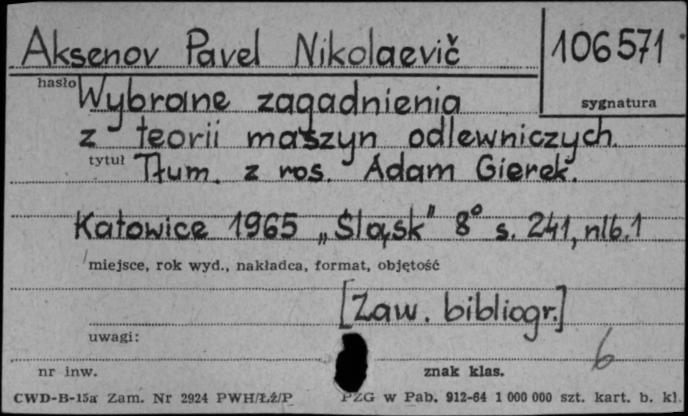 Aksenov Pavel Nikolaevič
106571
hasło
sygnatura
Wybrane zagadnienia
z teorii maszyn odlewniczych.
tytuł
Tłum. z ros. Adam Gierek.
Katowice 1965 „Śląsk" 8° s. 241, nlb. 1
miejsce, rok wyd., nakładca, format, objętość
[Zaw. bibliogr.]
uwagi:
6
nr inw.
znak klas.
CWD-B-15a Zam. Nr 2924 PWH/Ł.Ż/P
PZG w Pab. 912-64 1 000 000 szt. kart. b. kl.